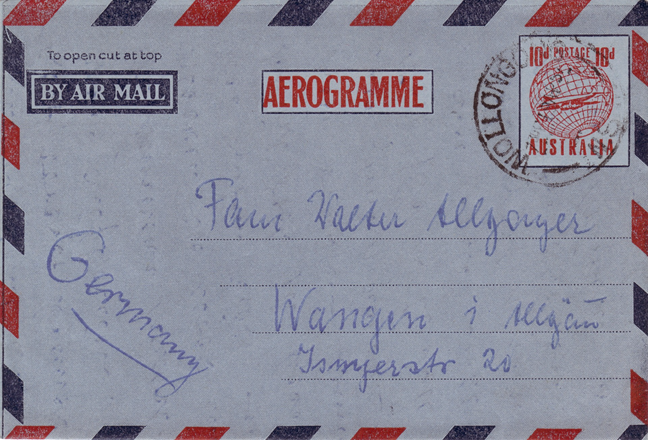 To open cut at top
BY AIR MAIL
AEROGRAMME
10d POSTAGE 10d
AUSTRALIA
WOLLONGONG
Fam Walter Allgayer
Germany
Wangen i Allgäu
Isnyerstr 20